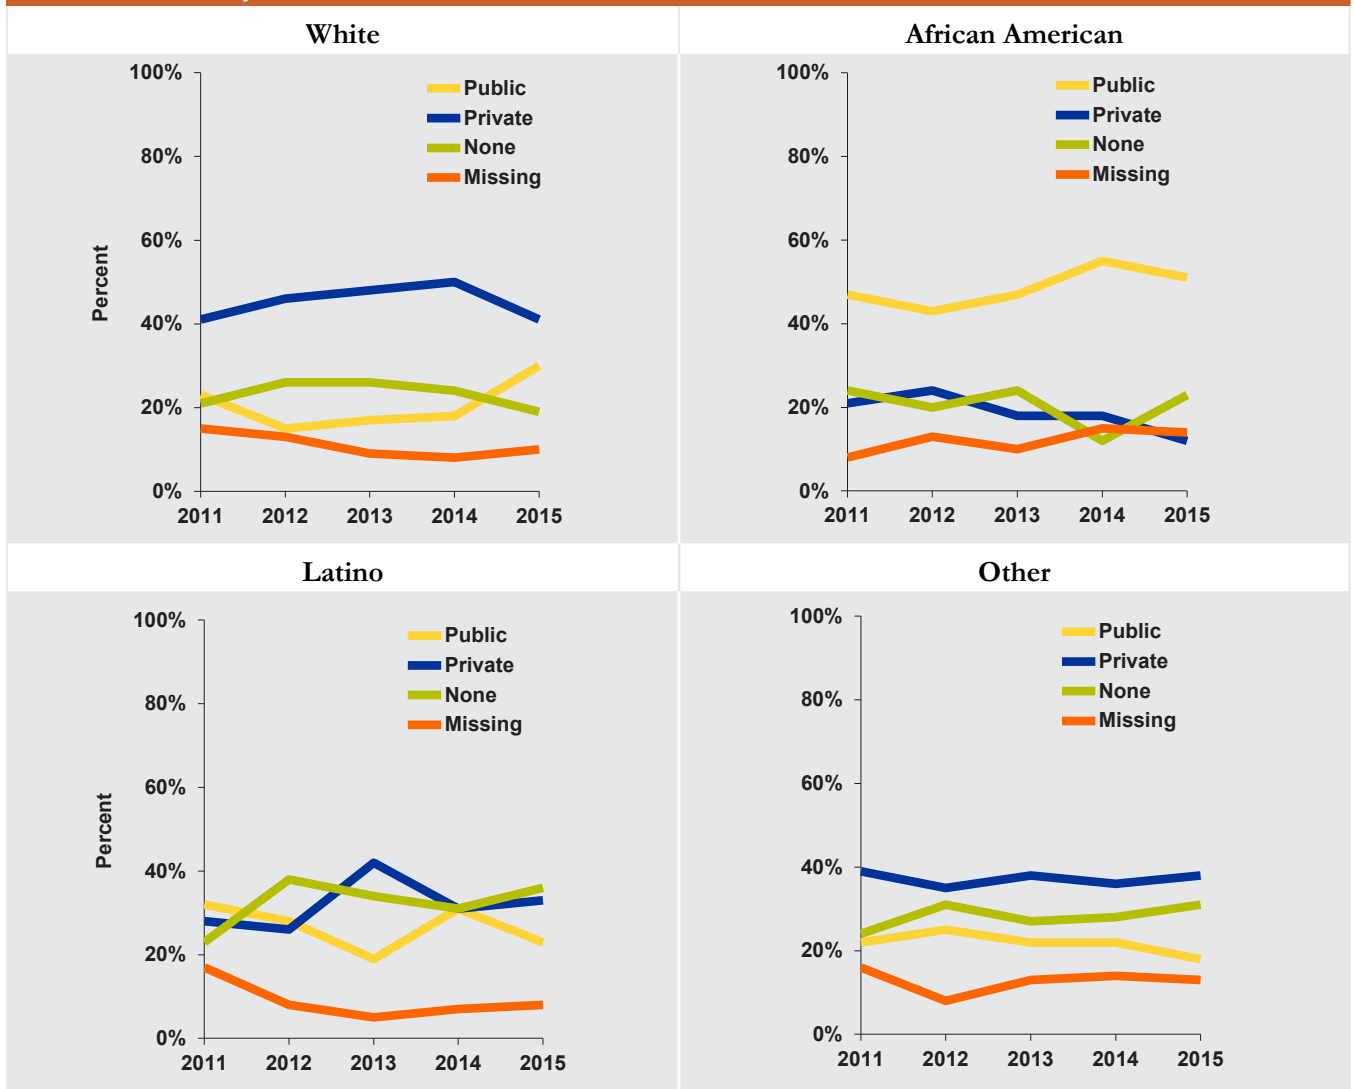 White
African American
100%
80%
60%
40%
20%
0%
Percent
Public
Private
None
Missing
2011 2012 2013 2014 2015
100%
80%
60%
40%
20%
0%
Public
Private
None
Missing
2011 2012 2013 2014 2015
Latino
Other
100%
80%
60%
40%
20%
0%
Percent
Public
Private
None
Missing
2011 2012 2013 2014 2015
100%
80%
60%
40%
20%
0%
Public
Private
None
Missing
2011 2012 2013 2014 2015